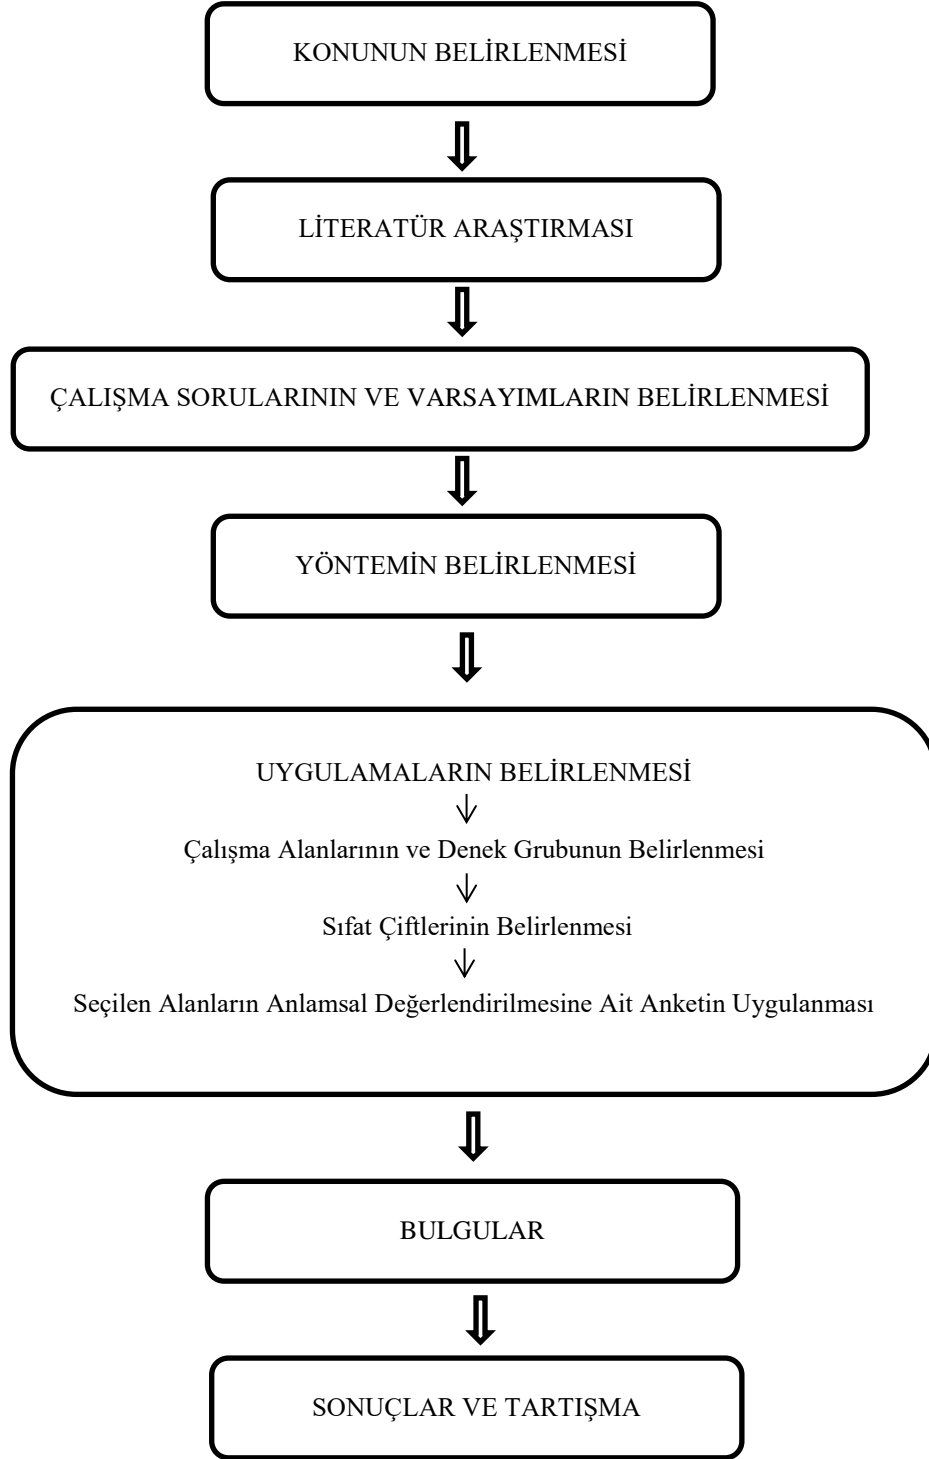 KONUNUN BELİRLENMESİ
LİTERATÜR ARAŞTIRMASI
ÇALIŞMA SORULARININ VE VARSAYIMLARIN BELİRLENMESİ
YÖNTEMİN BELİRLENMESİ
UYGULAMALARIN BELİRLENMESİ
Çalışma Alanlarının ve Denek Grubunun Belirlenmesi
Sıfat Çiftlerinin Belirlenmesi
Seçilen Alanların Anlamsal Değerlendirilmesine Ait Anketin Uygulanması
BULGULAR
SONUÇLAR VE TARTIŞMA